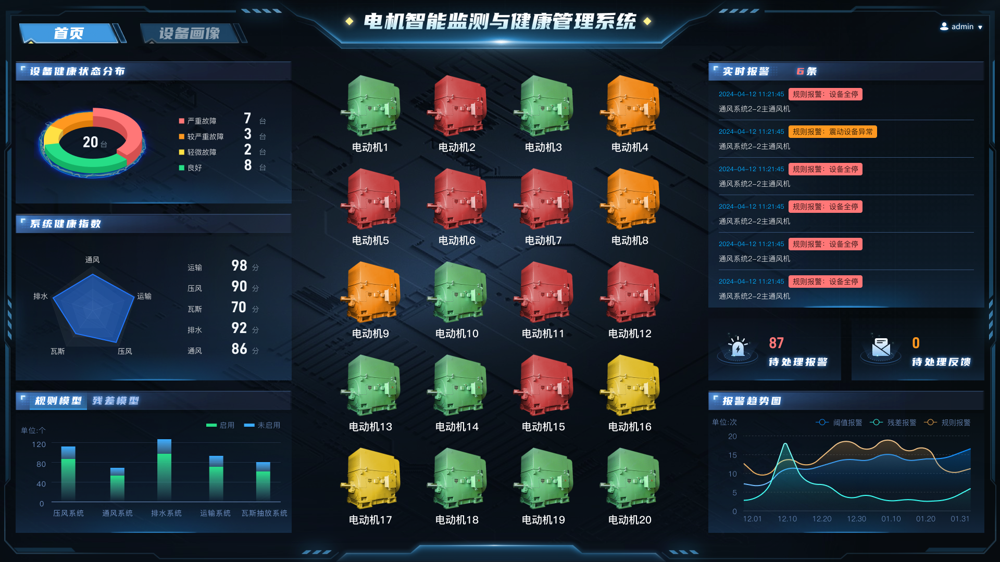 电机智能监测与健康管理系统
首页
设备画像
admin
设备健康状态分布
20台
严重故障 7 台
较严重故障 3 台
轻微故障 2 台
良好 8 台
系统健康指数
通风
排水
运输
瓦斯
压风
运输 98 分
压风 90 分
瓦斯 70 分
排水 92 分
通风 86 分
规则模型 残差模型
启用 未启用
单位:个
120
80
40
0
压风系统 通风系统 排水系统 运输系统 瓦斯抽放系统
电动机1 电动机2 电动机3 电动机4
电动机5 电动机6 电动机7 电动机8
电动机9 电动机10 电动机11 电动机12
电动机13 电动机14 电动机15 电动机16
电动机17 电动机18 电动机19 电动机20
实时报警 6条
2024-04-12 11:21:45 规则报警：设备全停
通风系统2-2主通风机
2024-04-12 11:21:45 规则报警：震动设备异常
通风系统2-2主通风机
2024-04-12 11:21:45 规则报警：设备全停
通风系统2-2主通风机
2024-04-12 11:21:45 规则报警：设备全停
通风系统2-2主通风机
2024-04-12 11:21:45 规则报警：设备全停
通风系统2-2主通风机
2024-04-12 11:21:45 规则报警：设备全停
通风系统2-2主通风机
87
待处理报警
0
待处理反馈
报警趋势图
单位:次
阈值报警 残差报警 规则报警
20
15
10
5
0
12.01 12.10 12.20 12.30 01.10 01.20 01.31